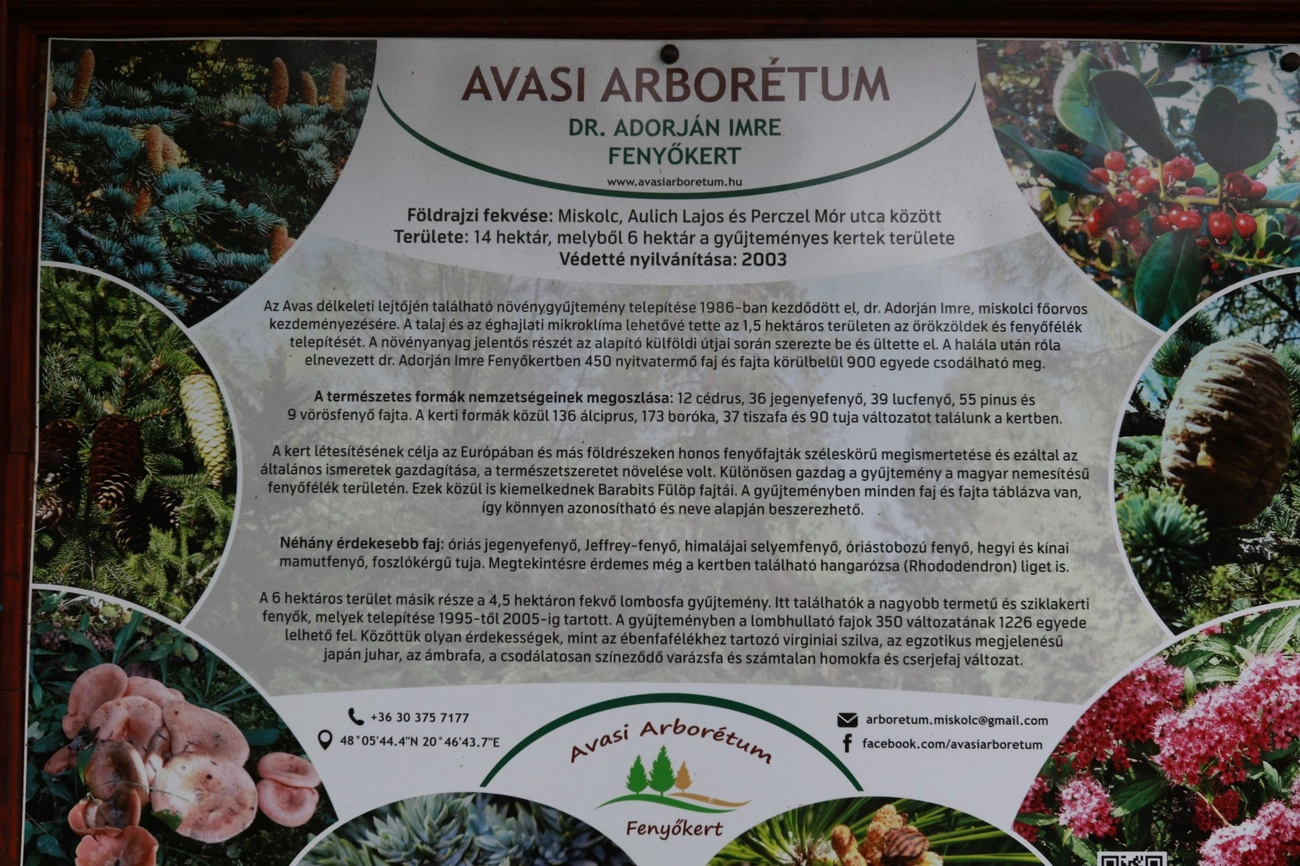 AVASI ARBORÉTUM
DR. ADORJÁN IMRE
FENYŐKERT
www.avasiarboretum.hu
Földrajzi fekvése: Miskolc, Aulich Lajos és Perczel Mór utca között
Területe: 14 hektár, melyből 6 hektár a gyűjteményes kertek területe
Védetté nyilvánítása: 2003
Az Avas délkeleti lejtőjén található növénygyűjtemény telepítése 1986-ban kezdődött el, dr. Adorján Imre, miskolci főorvos
kezdeményezésére. A talaj és az éghajlati mikroklíma lehetővé tette az 1,5 hektáros területen az örökzöldek és fenyőfélék
telepítését. A növényanyag jelentős részét az alapító külföldi útjai során szerezte be és ültette el. A halála után róla
elnevezett dr. Adorján Imre Fenyőkertben 450 nyitvatermő faj és fajta körülbelül 900 egyede csodálható meg.
A természetes formák nemzetségeinek megoszlása: 12 cédrus, 36 jegenyefenyő, 39 lucfenyő, 55 pinus és
9 vörösfenyő fajta. A kerti formák közül 136 álciprus, 173 boróka, 37 tiszafa és 90 tuja változatot találunk a kertben.
A kert létesítésének célja az Európában és más földrészeken honos fenyőfajták széleskörű megismertetése és ezáltal az
általános ismeretek gazdagítása, a természetszeretet növelése volt. Különösen gazdag a gyűjtemény a magyar nemesítésű
fenyőfélék területén. Ezek közül is kiemelkednek Barabits Fülöp fajtái. A gyűjteményben minden faj és fajta táblázva van,
így könnyen azonosítható és neve alapján beszerezhető.
Néhány érdekesebb faj: óriás jegenyefenyő, Jeffrey-fenyő, himalájai selyemfenyő, óriástobozú fenyő, hegyi és kínai
mamutfenyő, foszlókérgű tuja. Megtekintésre érdemes még a kertben található hangarózsa (Rhododendron) liget is.
A 6 hektáros terület másik része a 4,5 hektáron fekvő lombosfa gyűjtemény. Itt találhatók a nagyobb termetű és sziklakerti
fenyők, melyek telepítése 1995-től 2005-ig tartott. A gyűjteményben a lombhullató fajok 350 változatának 1226 egyede
lelhető fel. Közöttük olyan érdekességek, mint az ébenfafélékhez tartozó virginiai szilva, az egzotikus megjelenésű
japán juhar, az ámbrafa, a csodálatosan színeződő varázsfa és számtalan homokfa és cserjefaj változat.
+36 30 375 7177
48°05'44.4"N 20°46'43.7"E
Avasi Arborétum
Fenyőkert
arboretum.miskolc@gmail.com
facebook.com/avasiarboretum